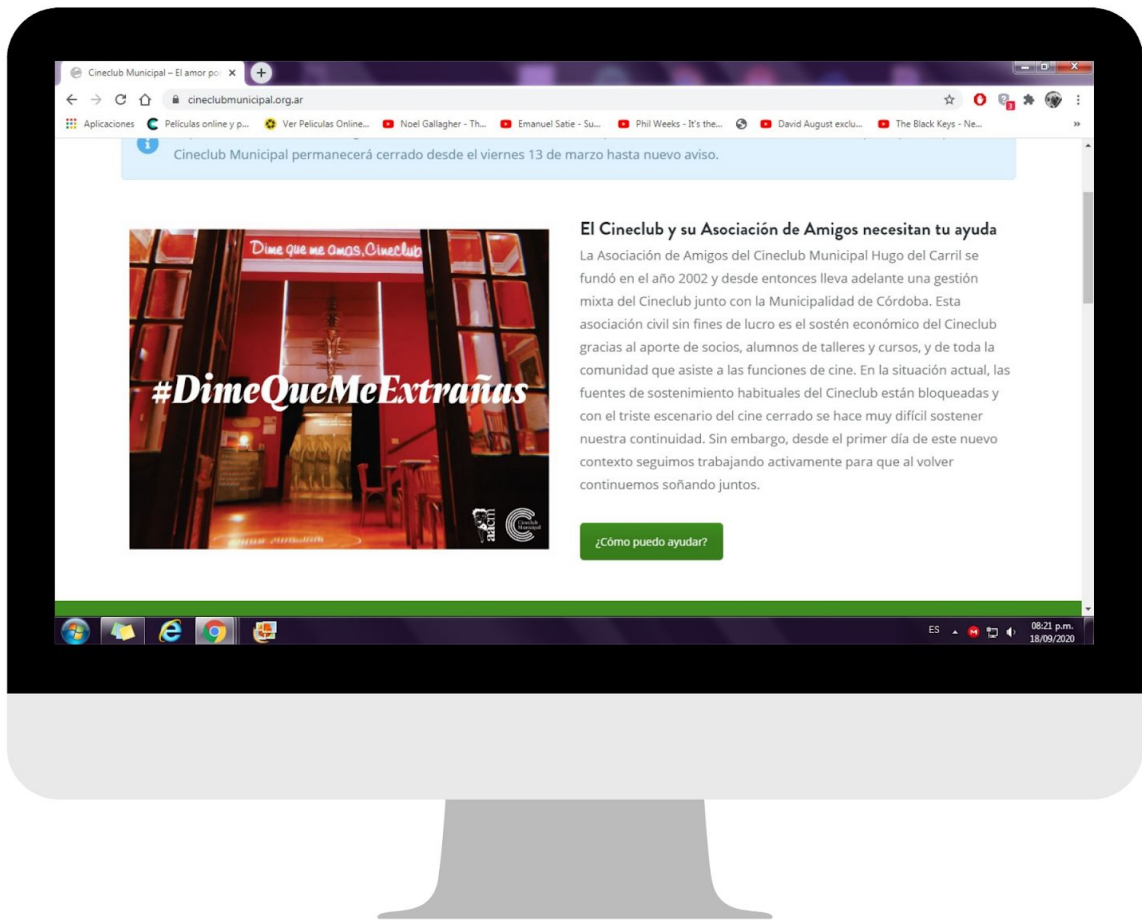 Cineclub Municipal – El amor po
cineclubmunicipal.org.ar
3
Aplicaciones
Películas online y p...
Ver Peliculas Online...
Noel Gallagher - Th...
Emanuel Satie - Su...
Phil Weeks - It's the...
David August exclu...
The Black Keys - Ne...
Cineclub Municipal permanecerá cerrado desde el viernes 13 de marzo hasta nuevo aviso.
Dime que me amas, Cineclub
#DimeQueMeExtrañas
aacm
Cineclub
Municipal
El Cineclub y su Asociación de Amigos necesitan tu ayuda
La Asociación de Amigos del Cineclub Municipal Hugo del Carril se
fundó en el año 2002 y desde entonces lleva adelante una gestión
mixta del Cineclub junto con la Municipalidad de Córdoba. Esta
asociación civil sin fines de lucro es el sostén económico del Cineclub
gracias al aporte de socios, alumnos de talleres y cursos, y de toda la
comunidad que asiste a las funciones de cine. En la situación actual, las
fuentes de sostenimiento habituales del Cineclub están bloqueadas y
con el triste escenario del cine cerrado se hace muy difícil sostener
nuestra continuidad. Sin embargo, desde el primer día de este nuevo
contexto seguimos trabajando activamente para que al volver
continuemos soñando juntos.
¿Cómo puedo ayudar?
ES
08:21 p.m.
18/09/2020